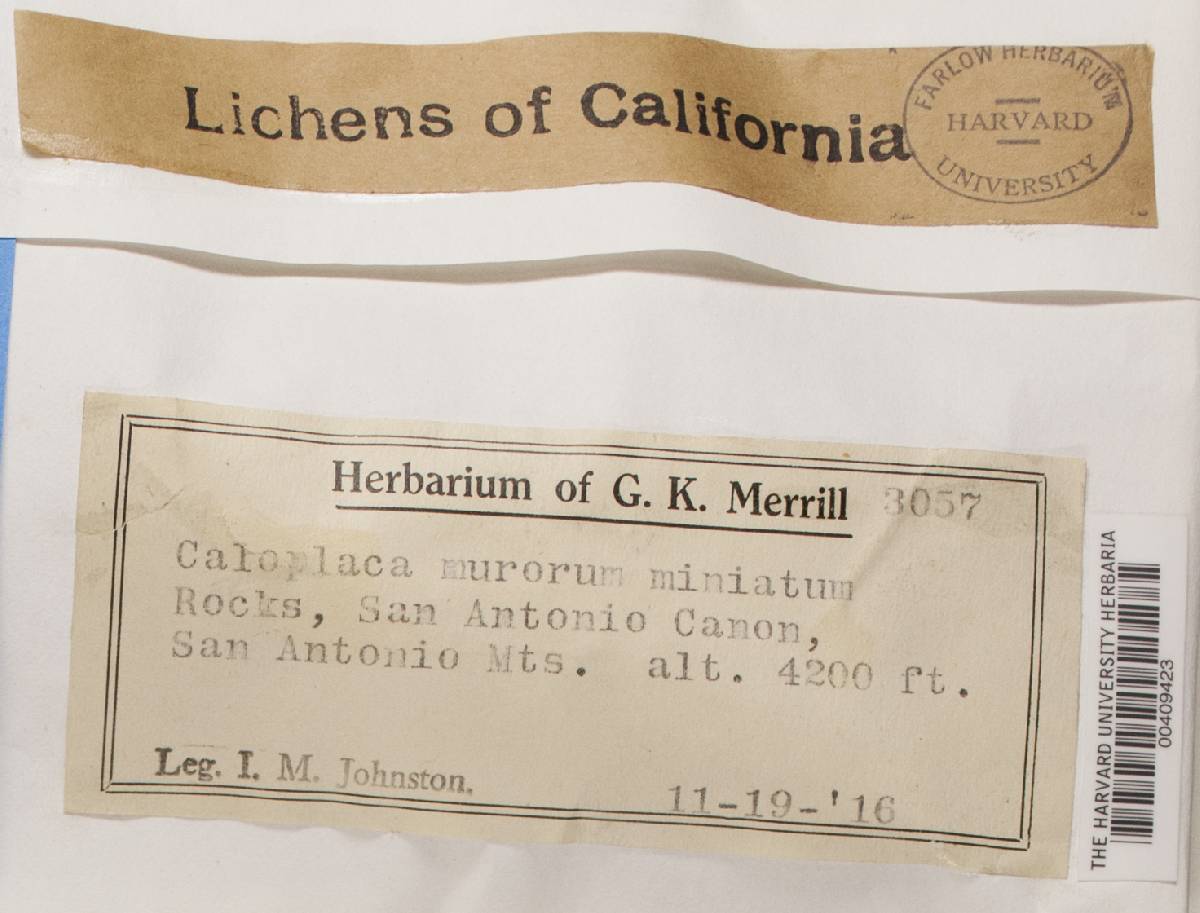 Lichens of California
FARLOW HERBARIUM
HARVARD
UNIVERSITY
Herbarium of G. K. Merrill 3057
Caloplaca murorum miniatum
Rocks, San Antonio Canon,
San Antonio Mts. alt. 4200 ft.
Leg. I. M. Johnston.
11-19-'16
THE HARVARD UNIVERSITY HERBARIA
00409423